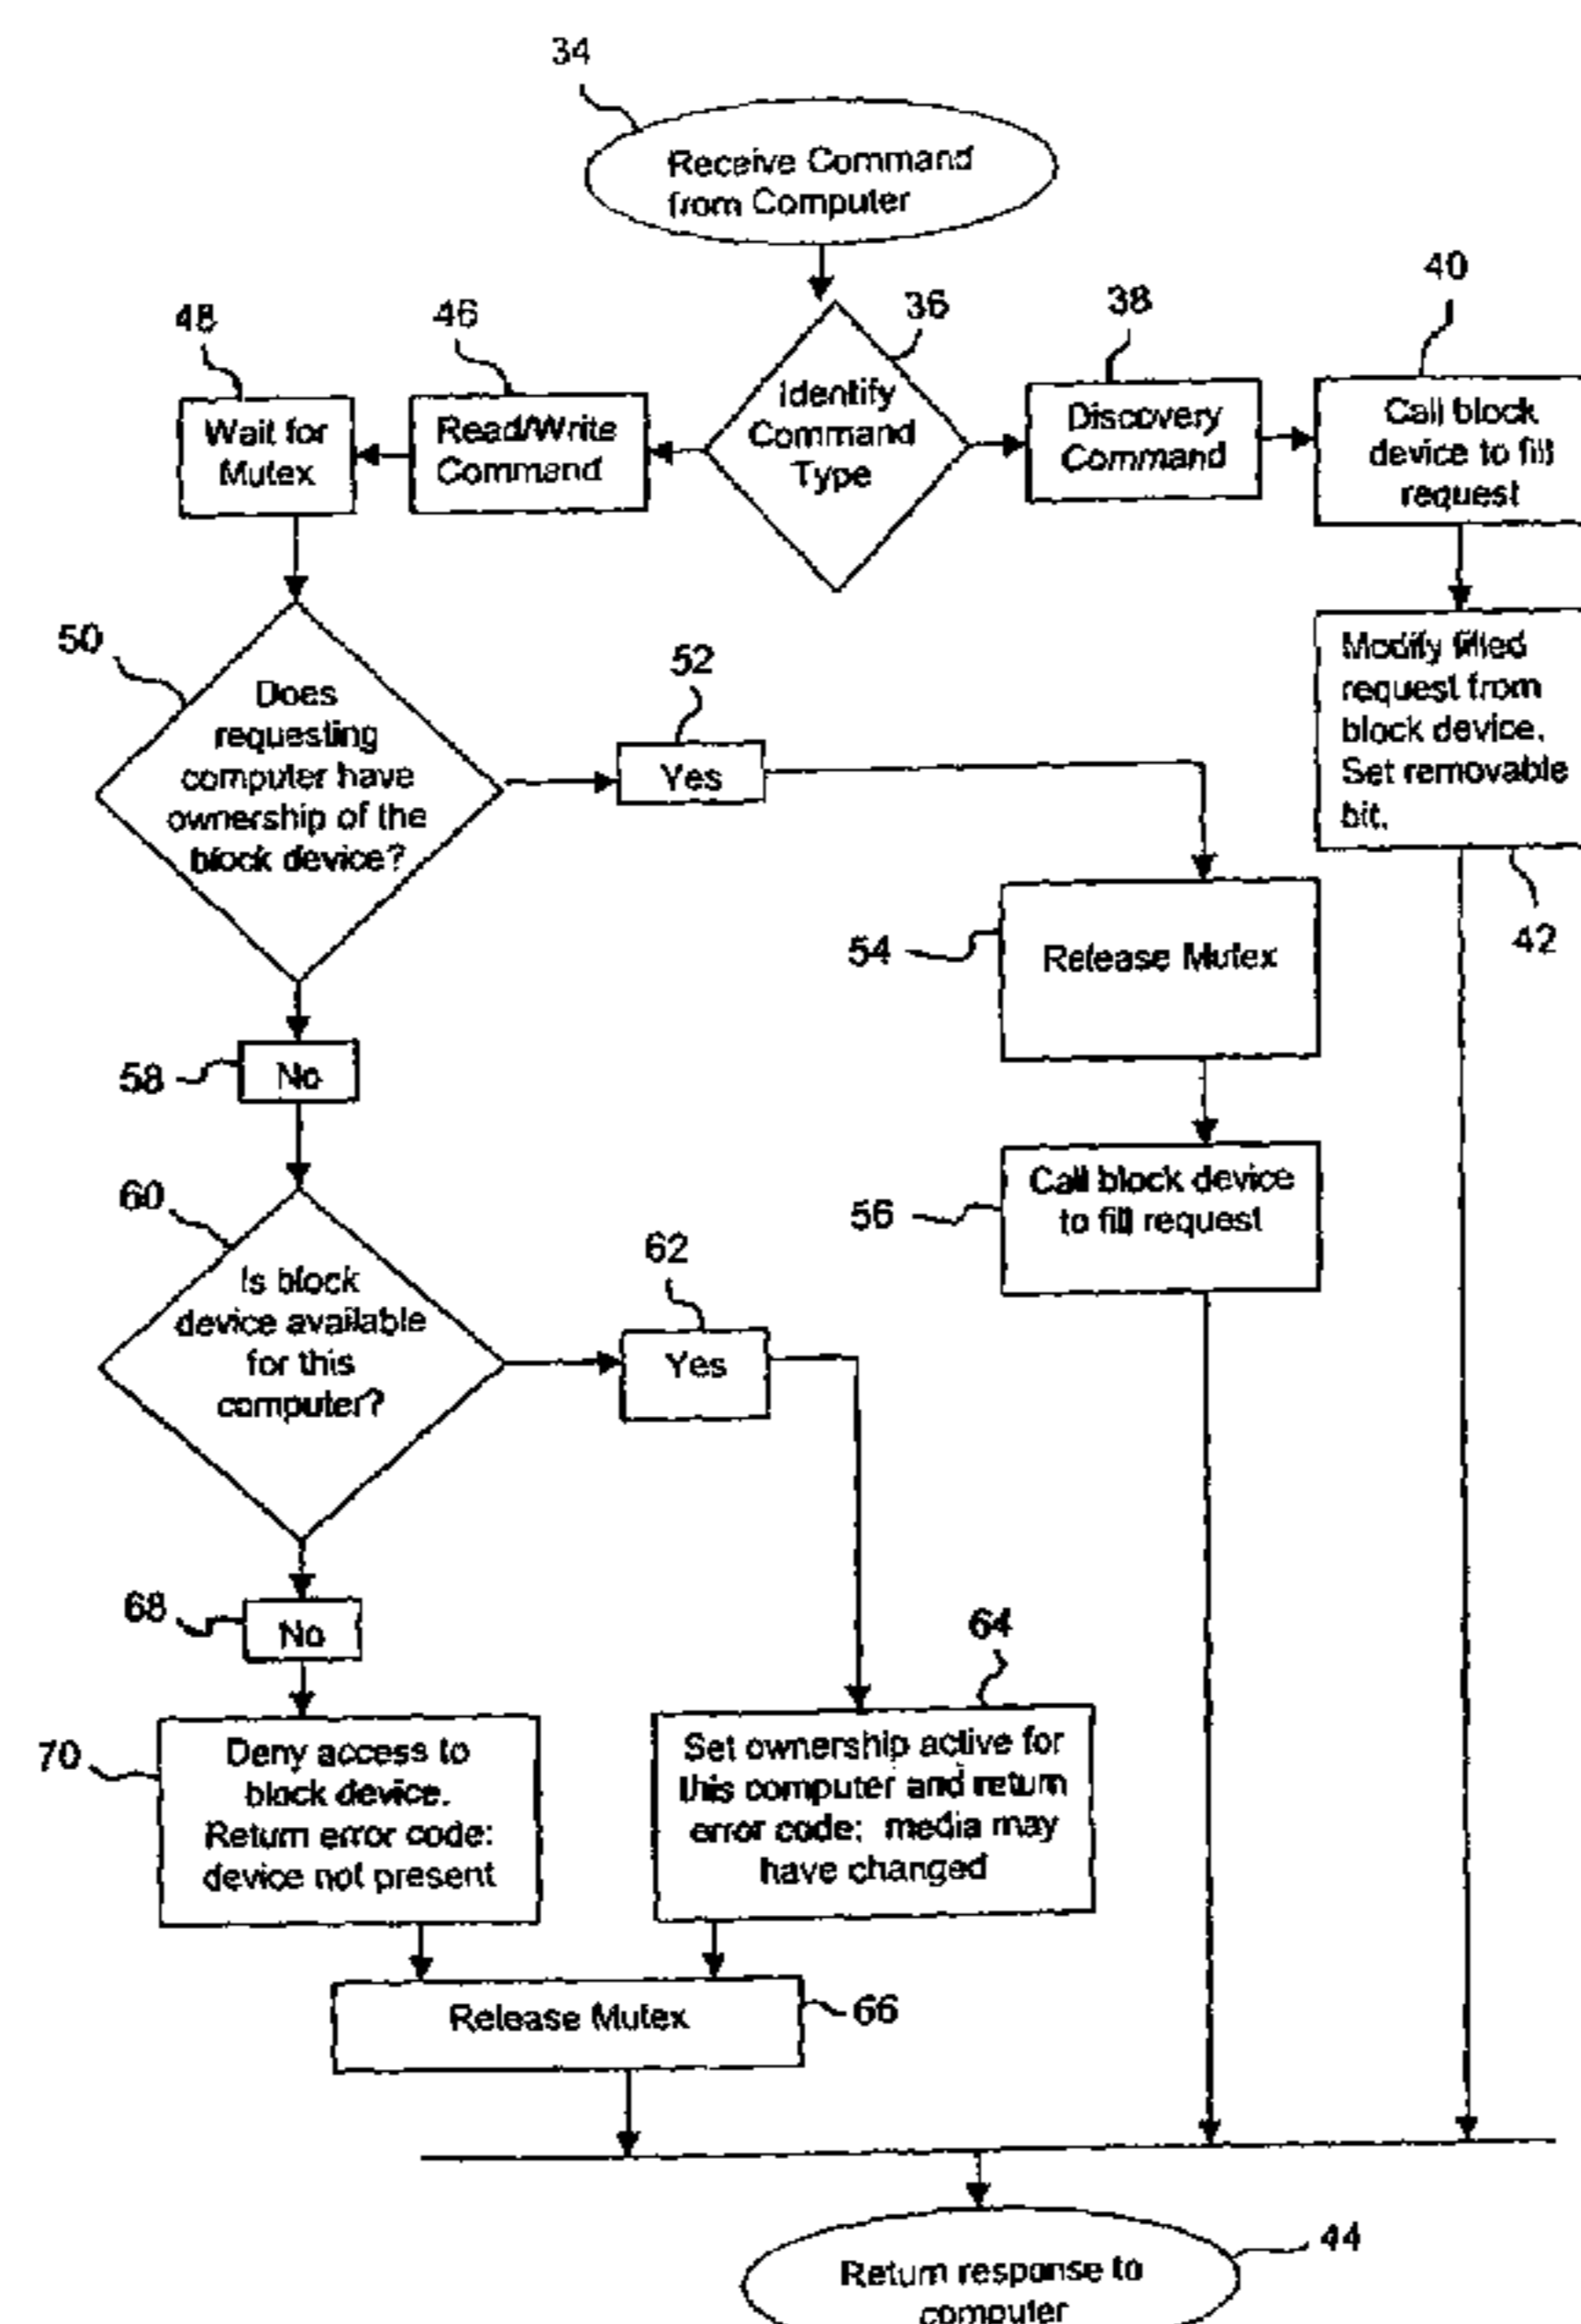 34
Receive Command
from Computer
36
38
40
48
46
Identify
Command
Type
Discovery
Command
Call block
device to fill
request
Read/Write
Command
Wait for
Mutex
50
Does
requesting
computer have
ownership of the
block device?
52
Yes
Modify filled
request from
block device.
Set removable
bit.
42
54
Release Mutex
58
No
56
Call block device
to fill request
60
Is block
device available
for this
computer?
62
Yes
68
No
64
70
Deny access to
block device.
Return error code:
device not present
Set ownership active for
this computer and return
error code: media may
have changed
Release Mutex
66
44
Return response to
computer